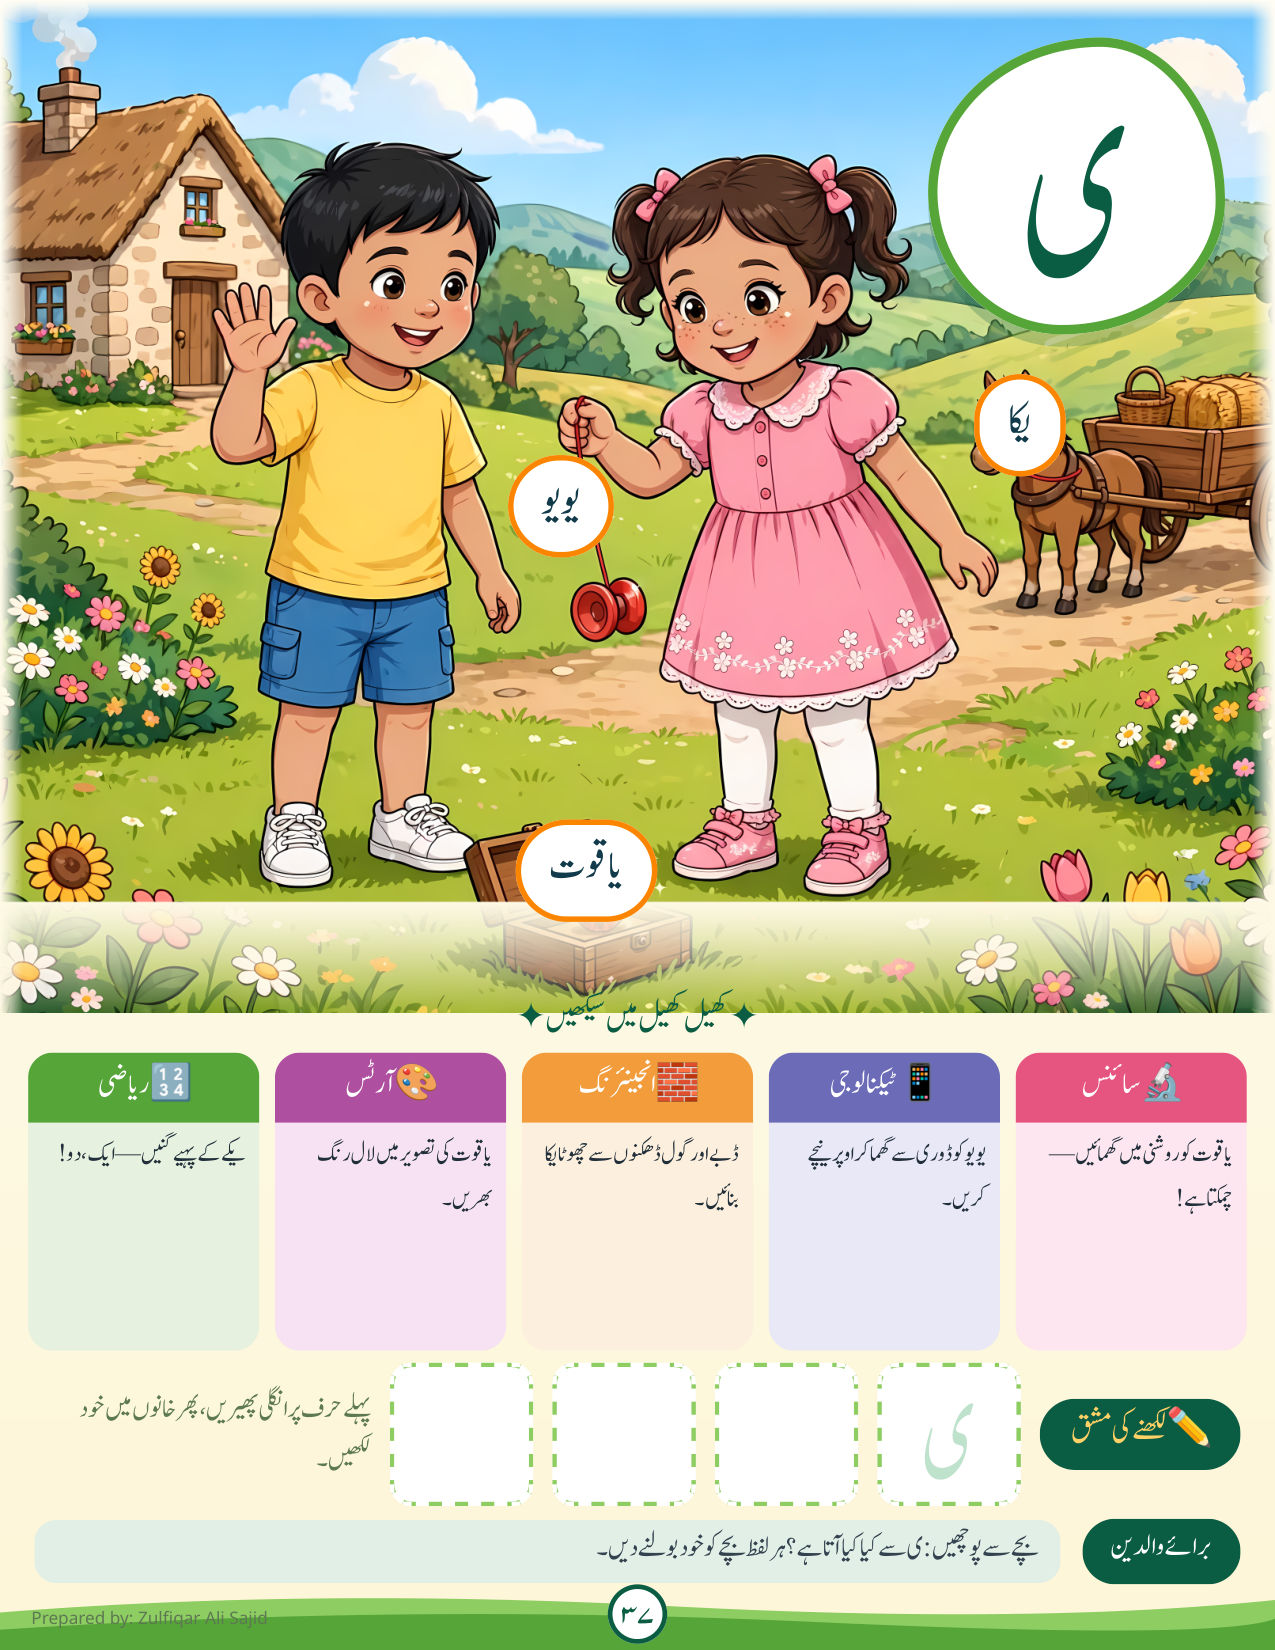 ی
یکا
یویو
یاقوت
✦ کھیل کھیل میں سیکھیں ✦
🔬 سائنس
یاقوت کو روشنی میں گھمائیں —
چمکتا ہے!
📱 ٹیکنالوجی
یویو کو ڈوری سے گھما کر اوپر نیچے
کریں۔
🧱 انجینئرنگ
ڈبے اور گول ڈھکنوں سے چھوٹا یکا
بنائیں۔
🎨 آرٹس
یاقوت کی تصویر میں لال رنگ
بھریں۔
🔢 ریاضی
یکے کے پہیے گنیں — ایک، دو!
✏️ لکھنے کی مشق
ی
پہلے حرف پر انگلی پھیریں، پھر خانوں میں خود
لکھیں۔
برائے والدین
بچے سے پوچھیں: ی سے کیا کیا آتا ہے؟ ہر لفظ بچے کو خود بولنے دیں۔
Prepared by: Zulfiqar Ali Sajid
۳۷